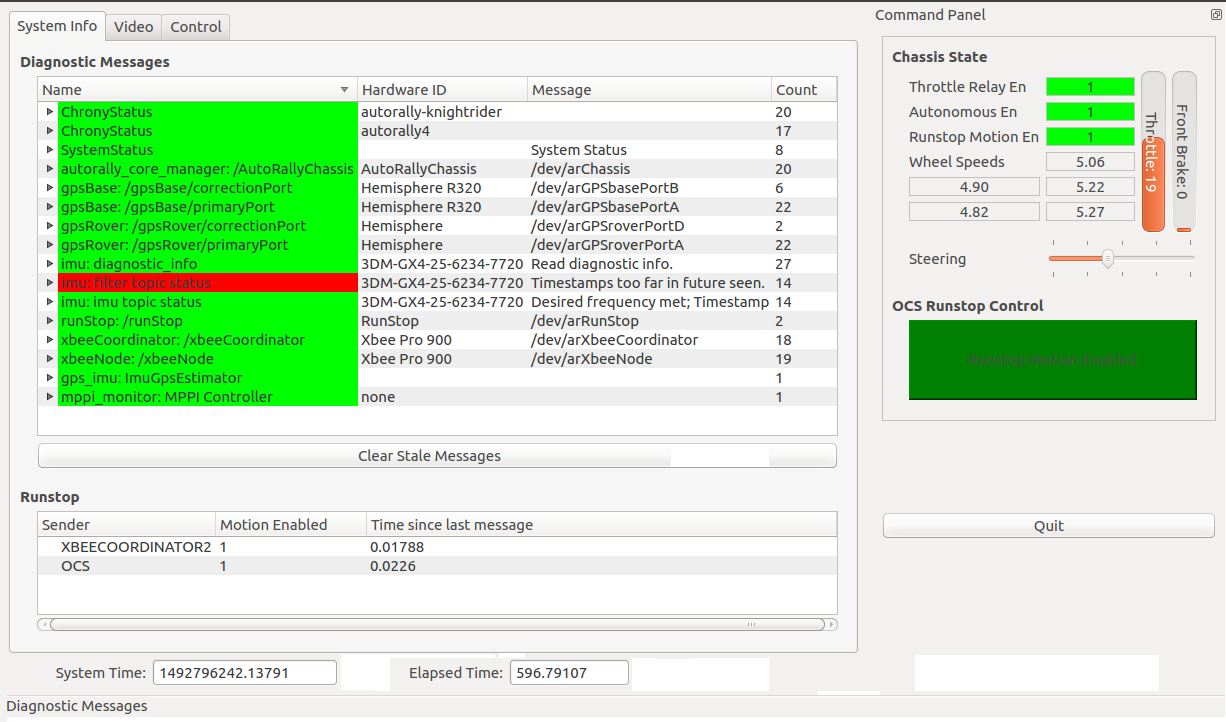 System Info Video Control
Diagnostic Messages
Name Hardware ID Message Count
ChronyStatus autorally-knightrider 20
ChronyStatus autorally4 17
SystemStatus System Status 8
autorally_core_manager: /AutoRallyChassis AutoRallyChassis /dev/arChassis 20
gpsBase: /gpsBase/correctionPort Hemisphere R320 /dev/arGPSbasePortB 6
gpsBase: /gpsBase/primaryPort Hemisphere R320 /dev/arGPSbasePortA 22
gpsRover: /gpsRover/correctionPort Hemisphere /dev/arGPSroverPortD 2
gpsRover: /gpsRover/primaryPort Hemisphere /dev/arGPSroverPortA 22
imu: diagnostic_info 3DM-GX4-25-6234-7720 Read diagnostic info. 27
imu: filter topic status 3DM-GX4-25-6234-7720 Timestamps too far in future seen. 14
imu: imu topic status 3DM-GX4-25-6234-7720 Desired frequency met; Timestamp 14
runStop: /runStop RunStop /dev/arRunStop 2
xbeeCoordinator: /xbeeCoordinator Xbee Pro 900 /dev/arXbeeCoordinator 18
xbeeNode: /xbeeNode Xbee Pro 900 /dev/arXbeeNode 19
gps_imu: ImuGpsEstimator 1
mppi_monitor: MPPI Controller none 1
Clear Stale Messages
Runstop
Sender Motion Enabled Time since last message
XBEECOORDINATOR2 1 0.01788
OCS 1 0.0226
System Time: 1492796242.13791 Elapsed Time: 596.79107
Diagnostic Messages
Command Panel
Chassis State
Throttle Relay En 1
Autonomous En 1
Runstop Motion En 1
Wheel Speeds 5.06
4.90 5.22
4.82 5.27
Throttle: 19
Front Brake: 0
Steering
OCS Runstop Control
Runstop Motion Enabled
Quit